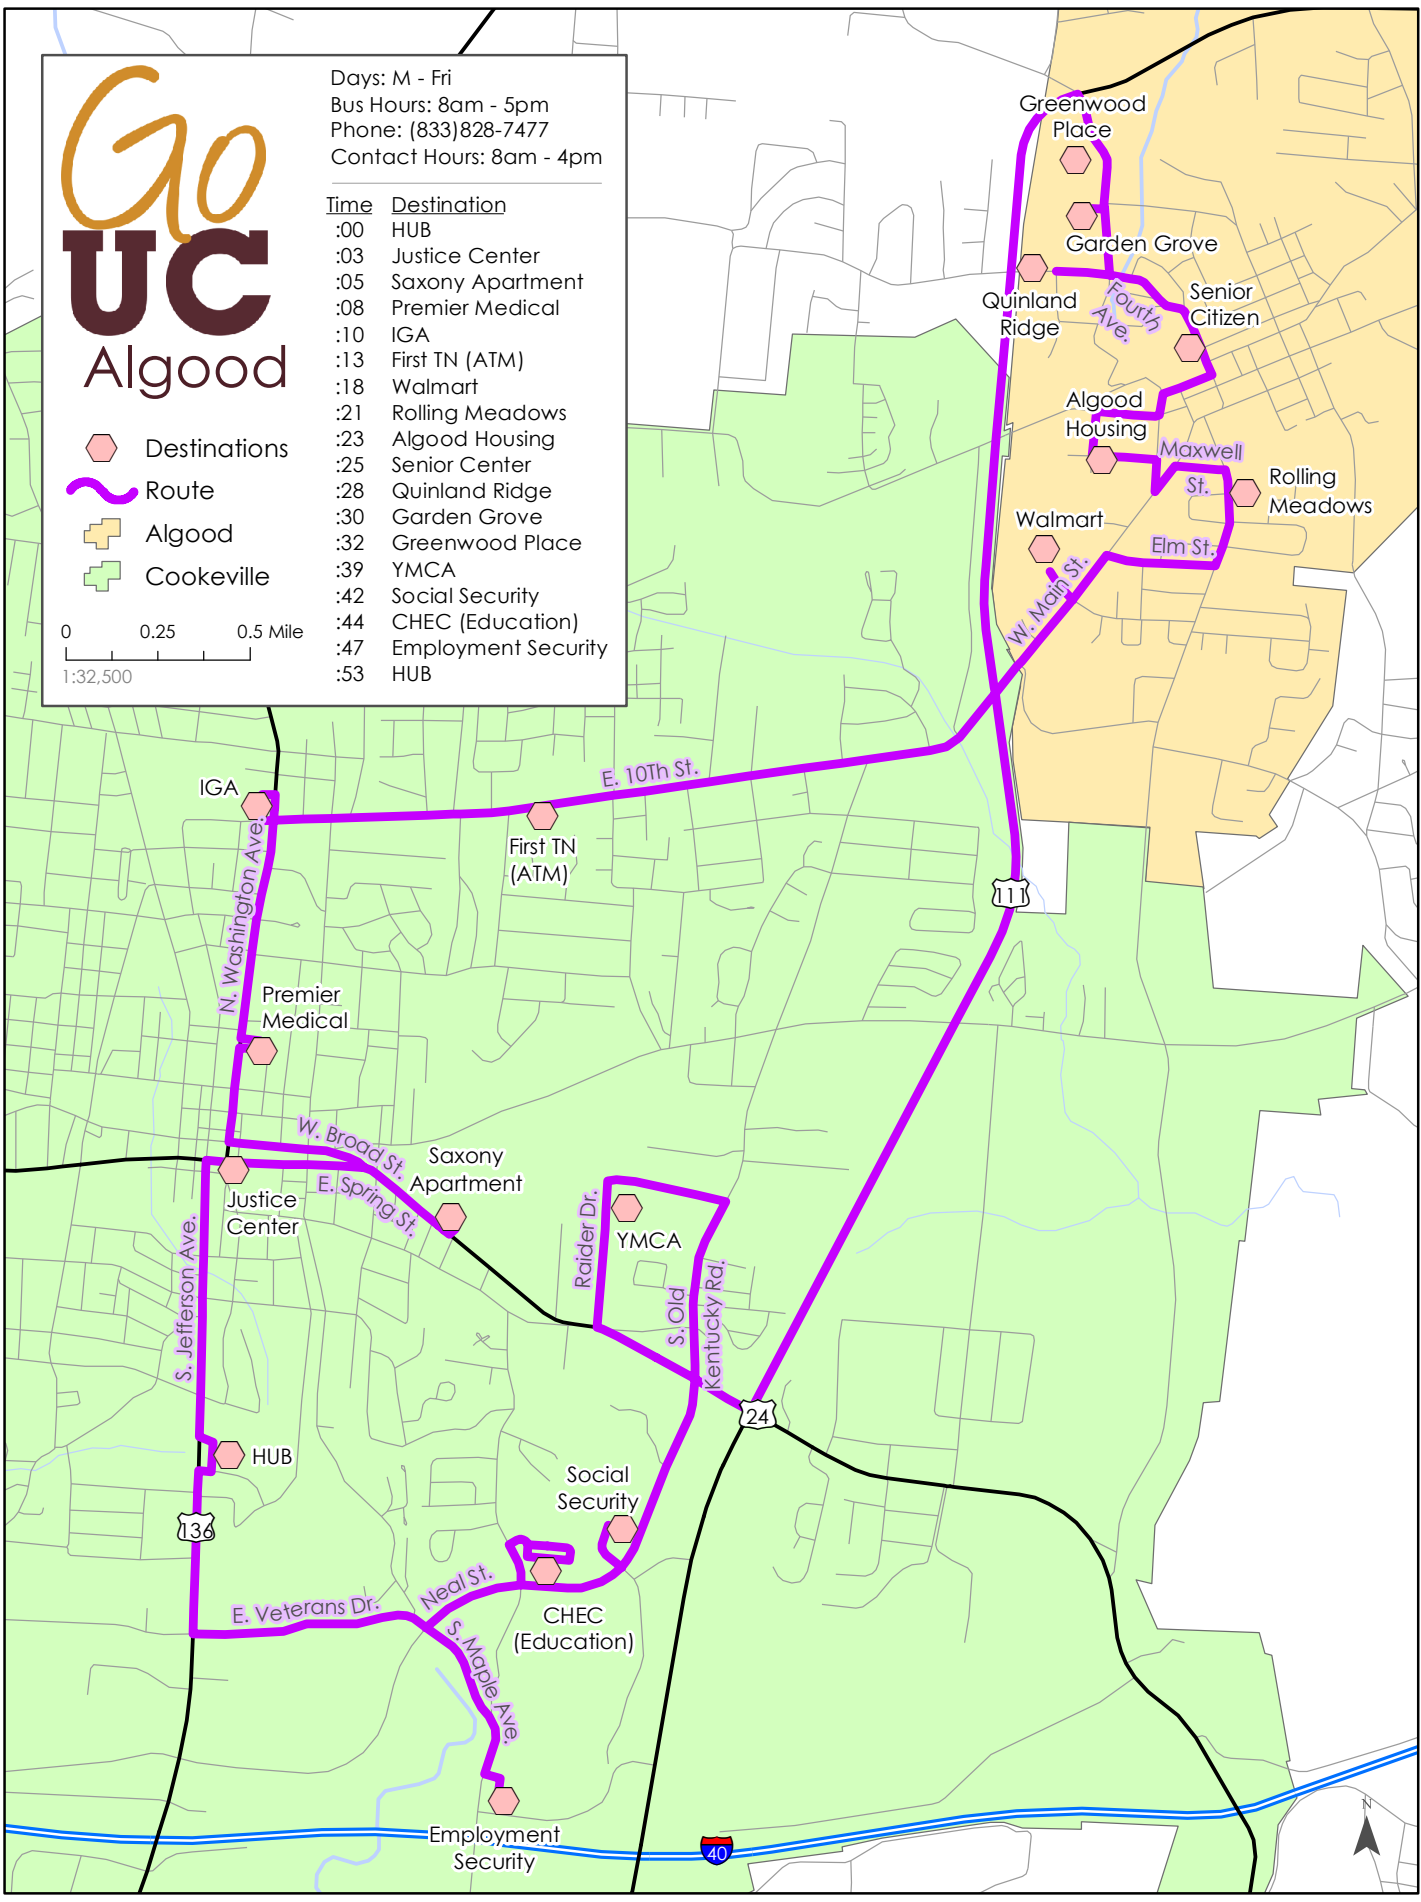 Go
UC
Algood
Days: M - Fri
Bus Hours: 8am - 5pm
Phone: (833)828-7477
Contact Hours: 8am - 4pm
Time Destination
:00 HUB
:03 Justice Center
:05 Saxony Apartment
:08 Premier Medical
:10 IGA
:13 First TN (ATM)
:18 Walmart
:21 Rolling Meadows
:23 Algood Housing
:25 Senior Center
:28 Quinland Ridge
:30 Garden Grove
:32 Greenwood Place
:39 YMCA
:42 Social Security
:44 CHEC (Education)
:47 Employment Security
:53 HUB
Destinations
Route
Algood
Cookeville
0 0.25 0.5 Mile
1:32,500
Greenwood
Place
Garden Grove
Quinland
Ridge
Fourth
Ave.
Senior
Citizen
Algood
Housing
Maxwell
St.
Rolling
Meadows
Walmart
Elm St.
W. Main St.
E. 10Th St.
IGA
First TN
(ATM)
N. Washington Ave.
111
Premier
Medical
W. Broad St.
E. Spring St.
Saxony
Apartment
Justice
Center
S. Jefferson Ave.
Raider Dr.
YMCA
S. Old
Kentucky Rd.
24
HUB
136
Social
Security
Neal St.
CHEC
(Education)
E. Veterans Dr.
S. Maple Ave.
Employment
Security
40
N